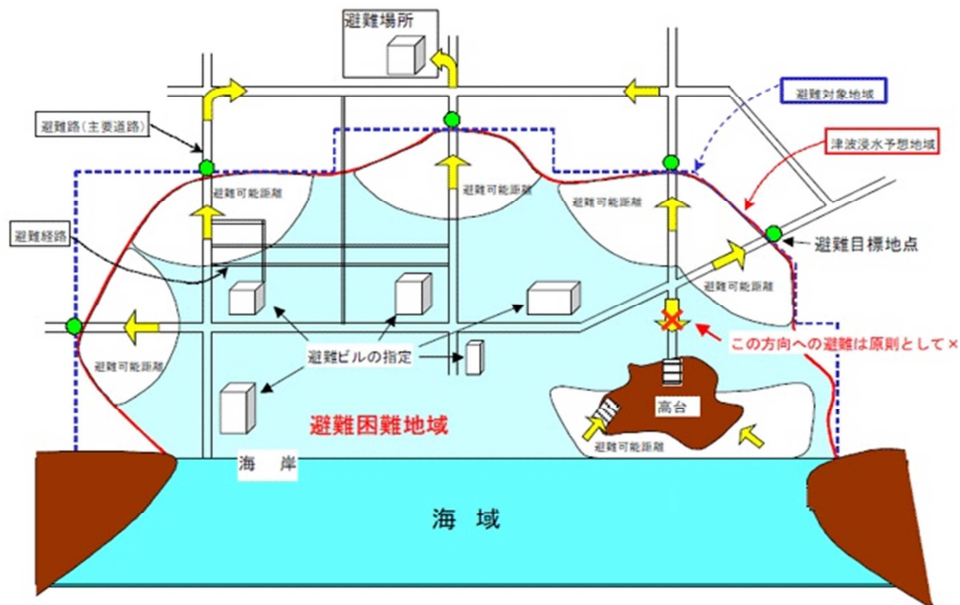 避難場所
避難対象地域
避難路(主要道路)
津波浸水予想地域
避難可能距離
避難可能距離
避難可能距離
避難経路
避難目標地点
避難可能距離
この方向への避難は原則として×
避難ビルの指定
避難可能距離
高台
避難困難地域
避難可能距離
海 岸
海 域